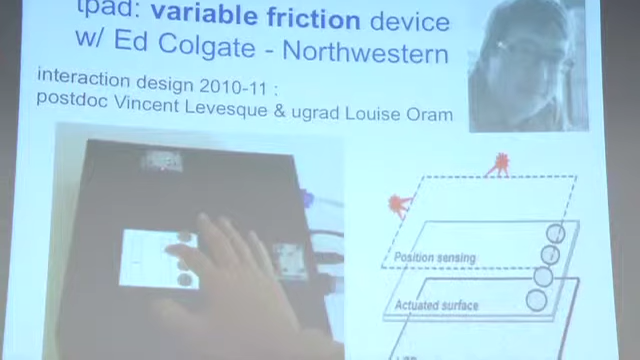 tpad: variable friction device
w/ Ed Colgate - Northwestern
interaction design 2010-11 :
postdoc Vincent Levesque & ugrad Louise Oram
Position sensing
Actuated surface